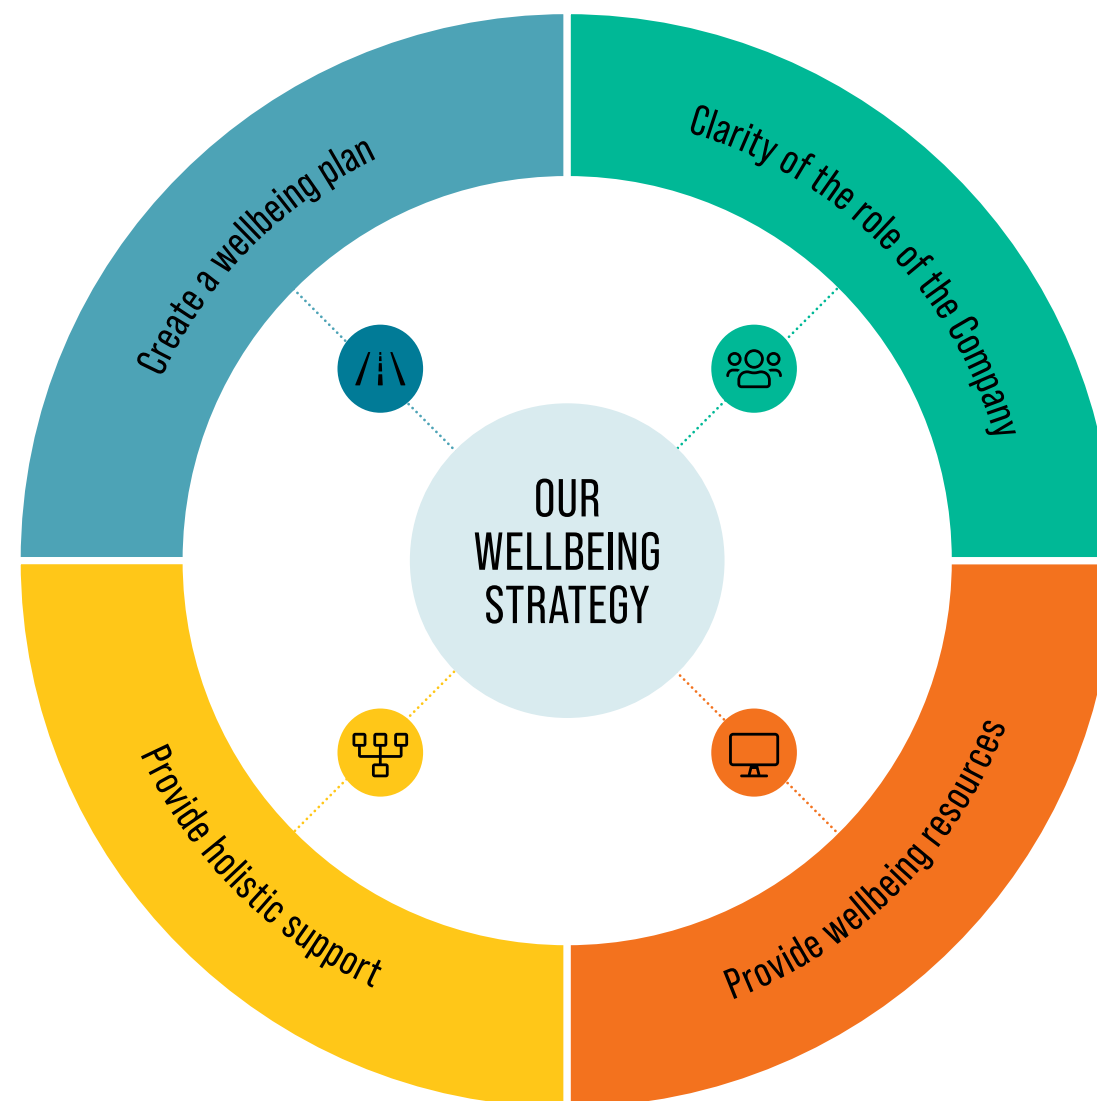 Create a wellbeing plan
Clarity of the role of the Company
OUR
WELLBEING
STRATEGY
Provide holistic support
Provide wellbeing resources